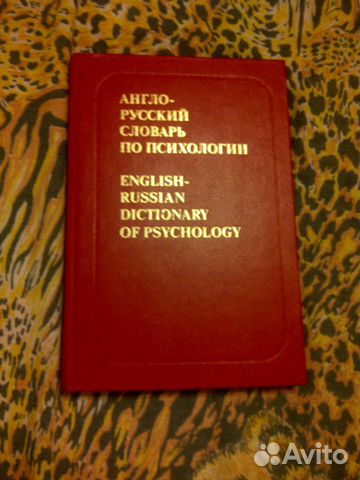 АНГЛО-
РУССКИЙ
СЛОВАРЬ
ПО ПСИХОЛОГИИ
ENGLISH-
RUSSIAN
DICTIONARY
OF PSYCHOLOGY
Avito